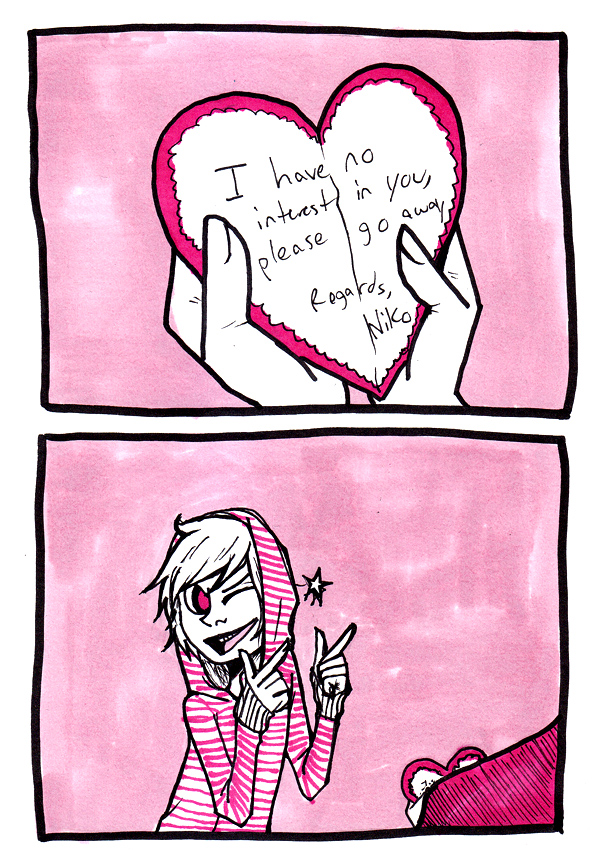 I have no
interest in you,
please go away
Regards,
Niko